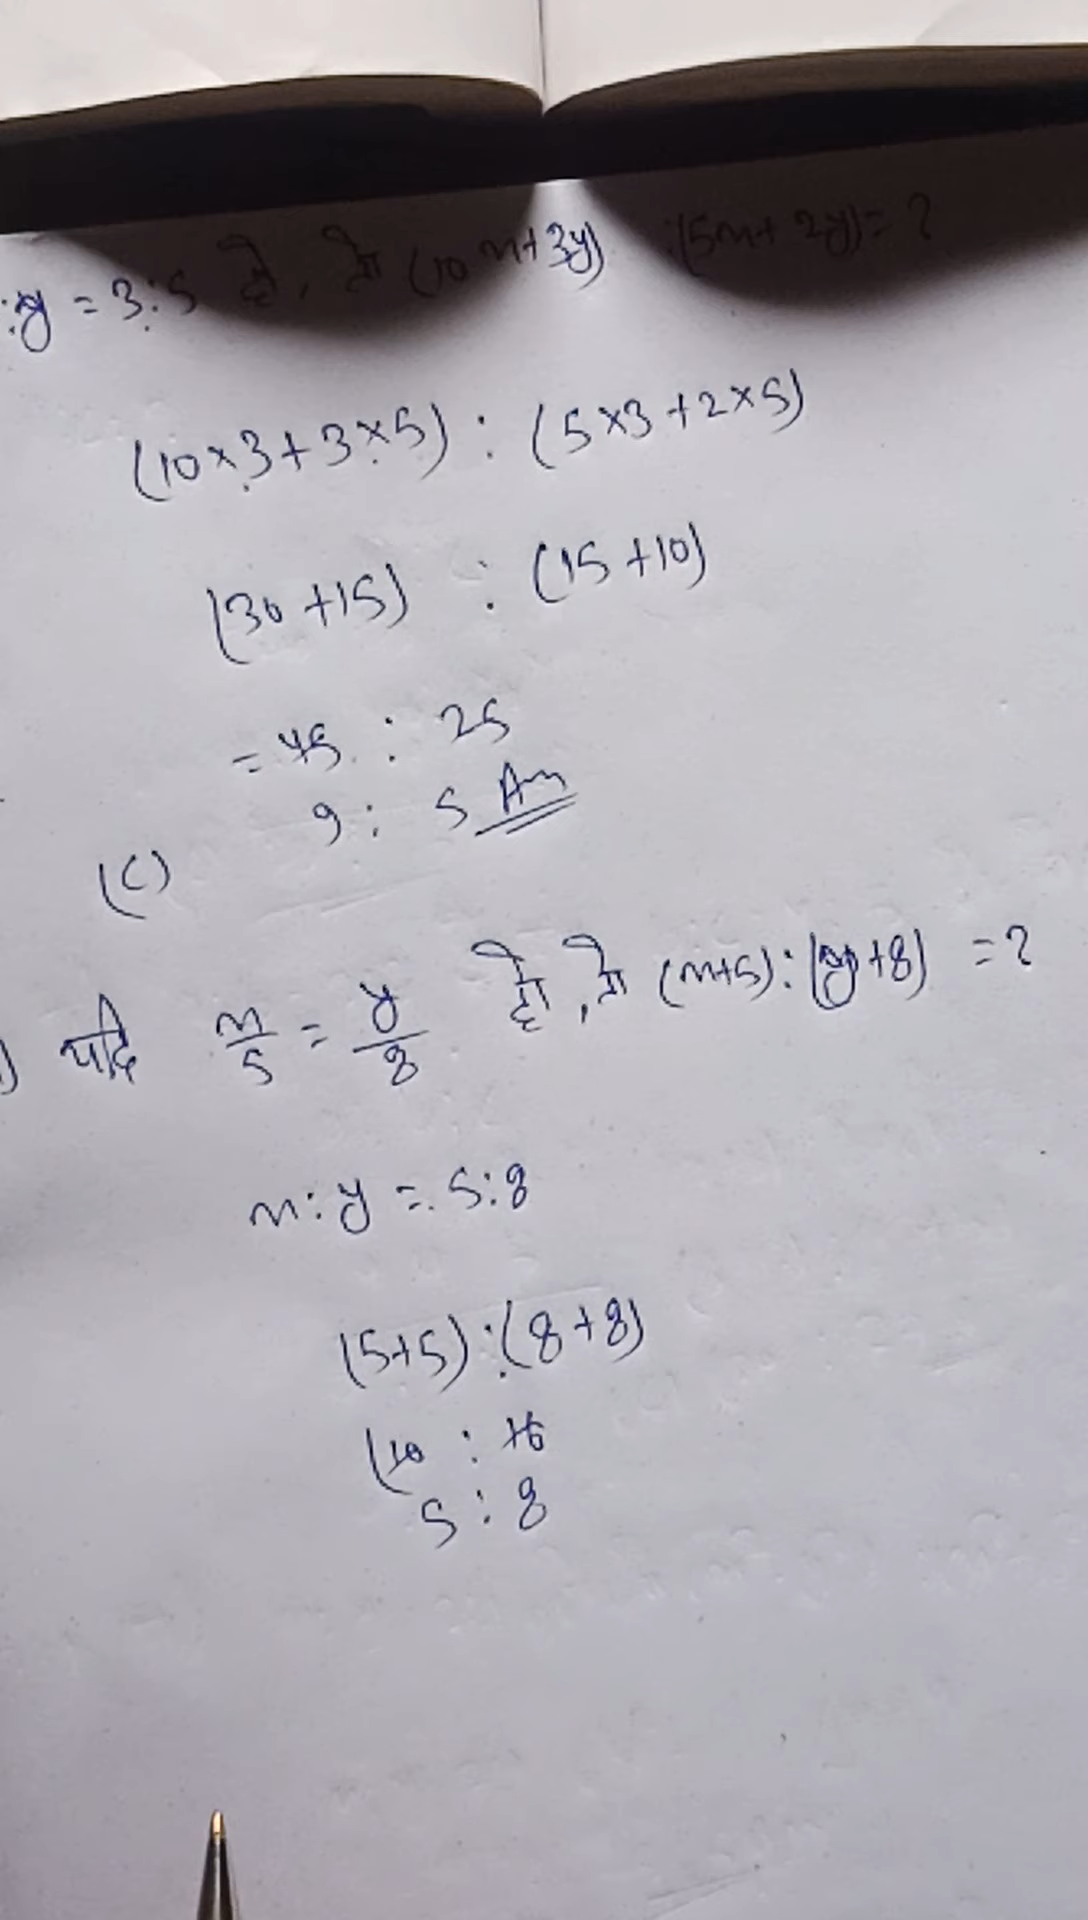 :y = 3:5 हो, तो (10x+3y) :(5x+2y)=?
(10×3+3×5) : (5×3+2×5)
(30+15) : (15+10)
= 45 : 25
9 : 5 Ans
(C)
) यदि x/5 = y/8 हो, तो (x+5):(y+8) =?
x:y = 5:8
(5+5):(8+8)
(10 : 16
5 : 8